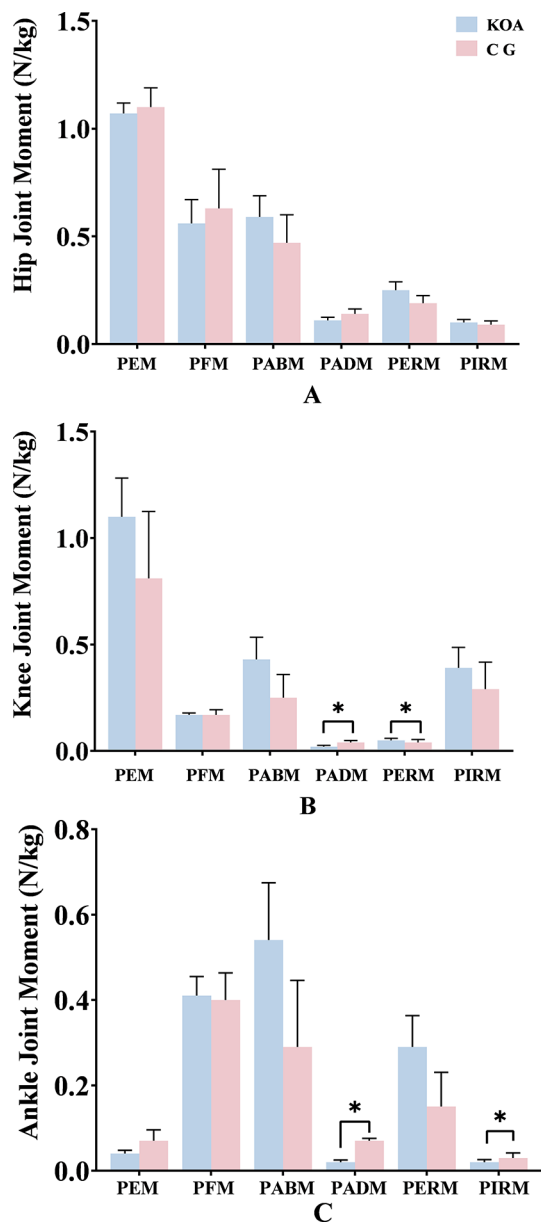 Hip Joint Moment (N/kg)
1.5
1.0
0.5
0.0
KOA
C G
PEM PFM PABM PADM PERM PIRM
A
Knee Joint Moment (N/kg)
1.5
1.0
0.5
0.0
* *
PEM PFM PABM PADM PERM PIRM
B
Ankle Joint Moment (N/kg)
0.8
0.6
0.4
0.2
0.0
* *
PEM PFM PABM PADM PERM PIRM
C